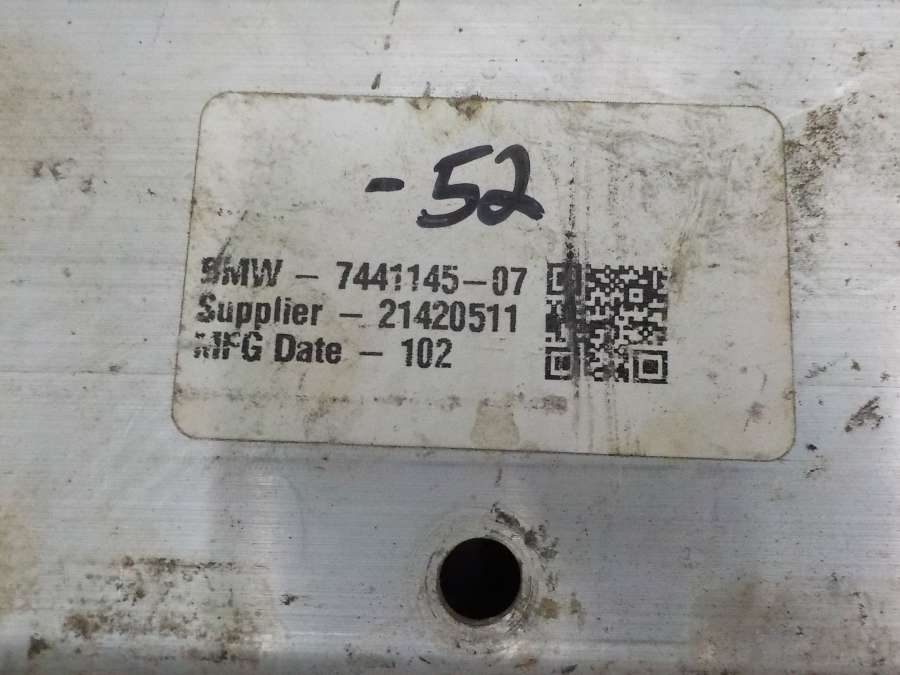 -52
BMW - 7441145-07
Supplier - 21420511
MFG Date - 102